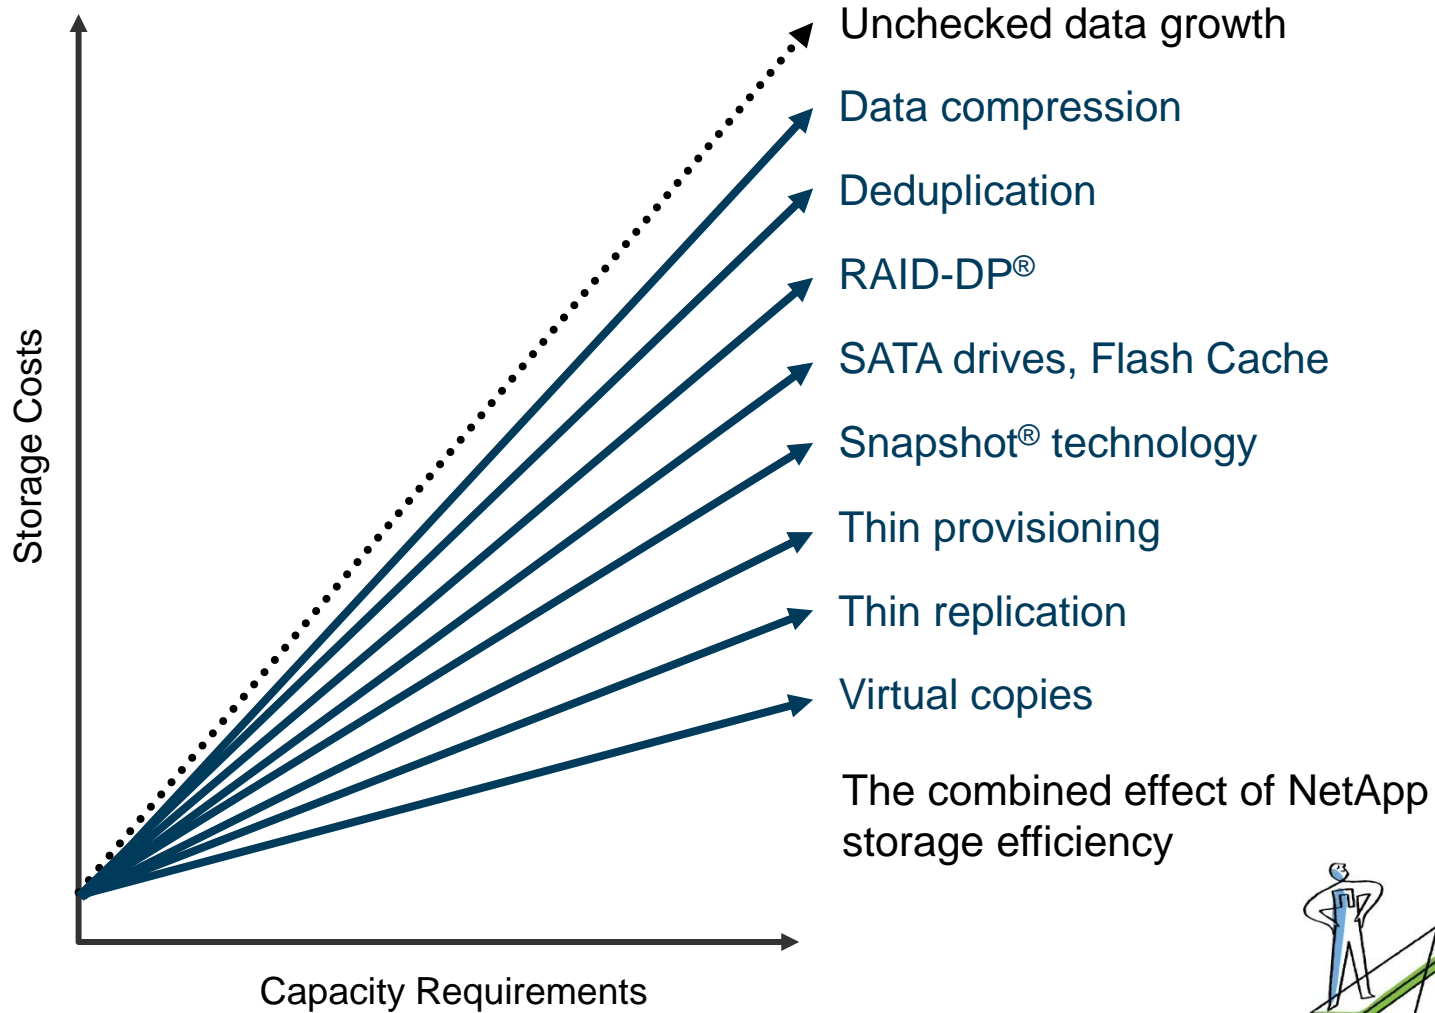 Unchecked data growth
Data compression
Deduplication
RAID-DP®
SATA drives, Flash Cache
Snapshot® technology
Thin provisioning
Thin replication
Virtual copies
The combined effect of NetApp
storage efficiency
Storage Costs
Capacity Requirements